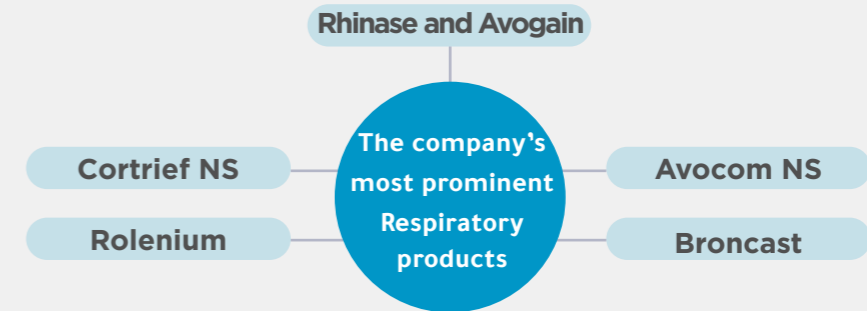 Rhinase and Avogain
The company's
most prominent
Respiratory
products
Cortrief NS
Avocom NS
Rolenium
Broncast